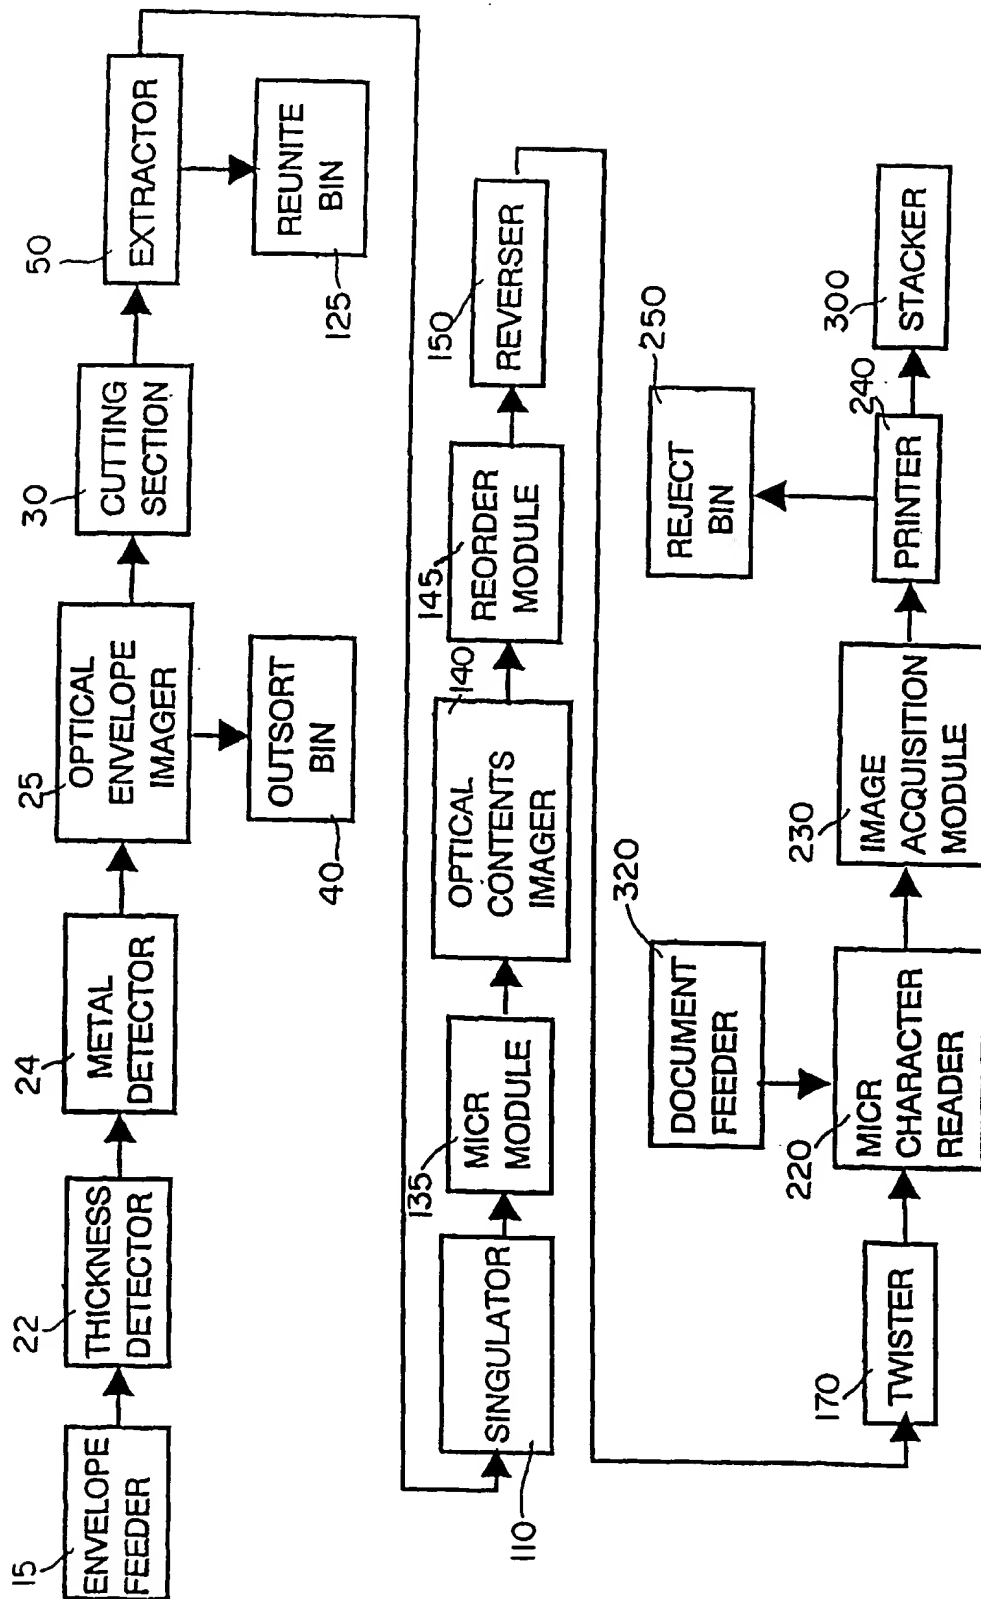 15
ENVELOPE
FEEDER
22
THICKNESS
DETECTOR
24
METAL
DETECTOR
25
OPTICAL
ENVELOPE
IMAGER
OUTSORT
BIN
40
30
CUTTING
SECTION
50
EXTRACTOR
REUNITE
BIN
125
SINGULATOR
110
135
MICR
MODULE
140
OPTICAL
CONTENTS
IMAGER
145
REORDER
MODULE
150
REVERSER
170
TWISTER
320
DOCUMENT
FEEDER
220
MICR
CHARACTER
READER
230
IMAGE
ACQUISITION
MODULE
240
PRINTER
250
REJECT
BIN
300
STACKER